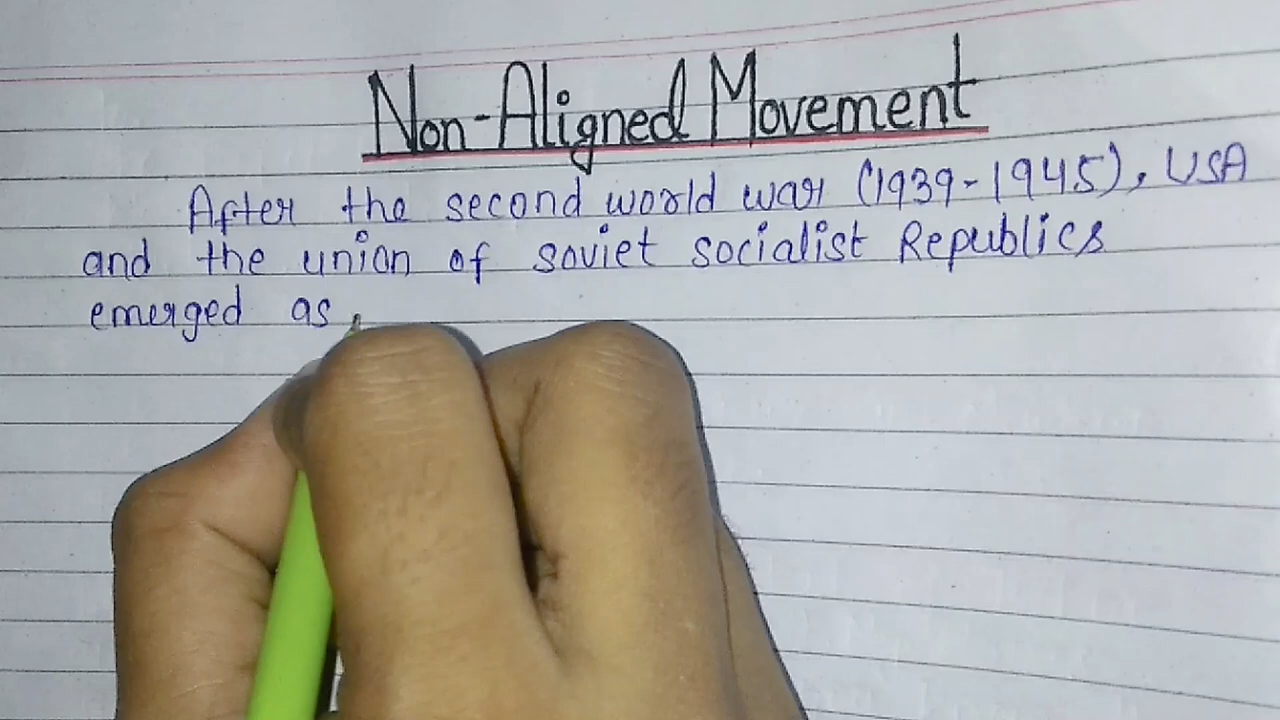 Non-Aligned Movement
After the second world war (1939-1945), USA
and the union of soviet socialist Republics
emerged as